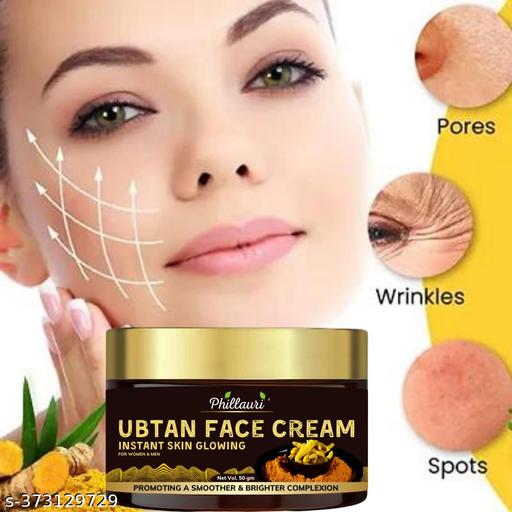 Pores
Wrinkles
Spots
Phillauri
UBTAN FACE CREAM
INSTANT SKIN GLOWING
FOR WOMEN & MEN
Net Vol. 50 gm
PROMOTING A SMOOTHER & BRIGHTER COMPLEXION
s-373129729